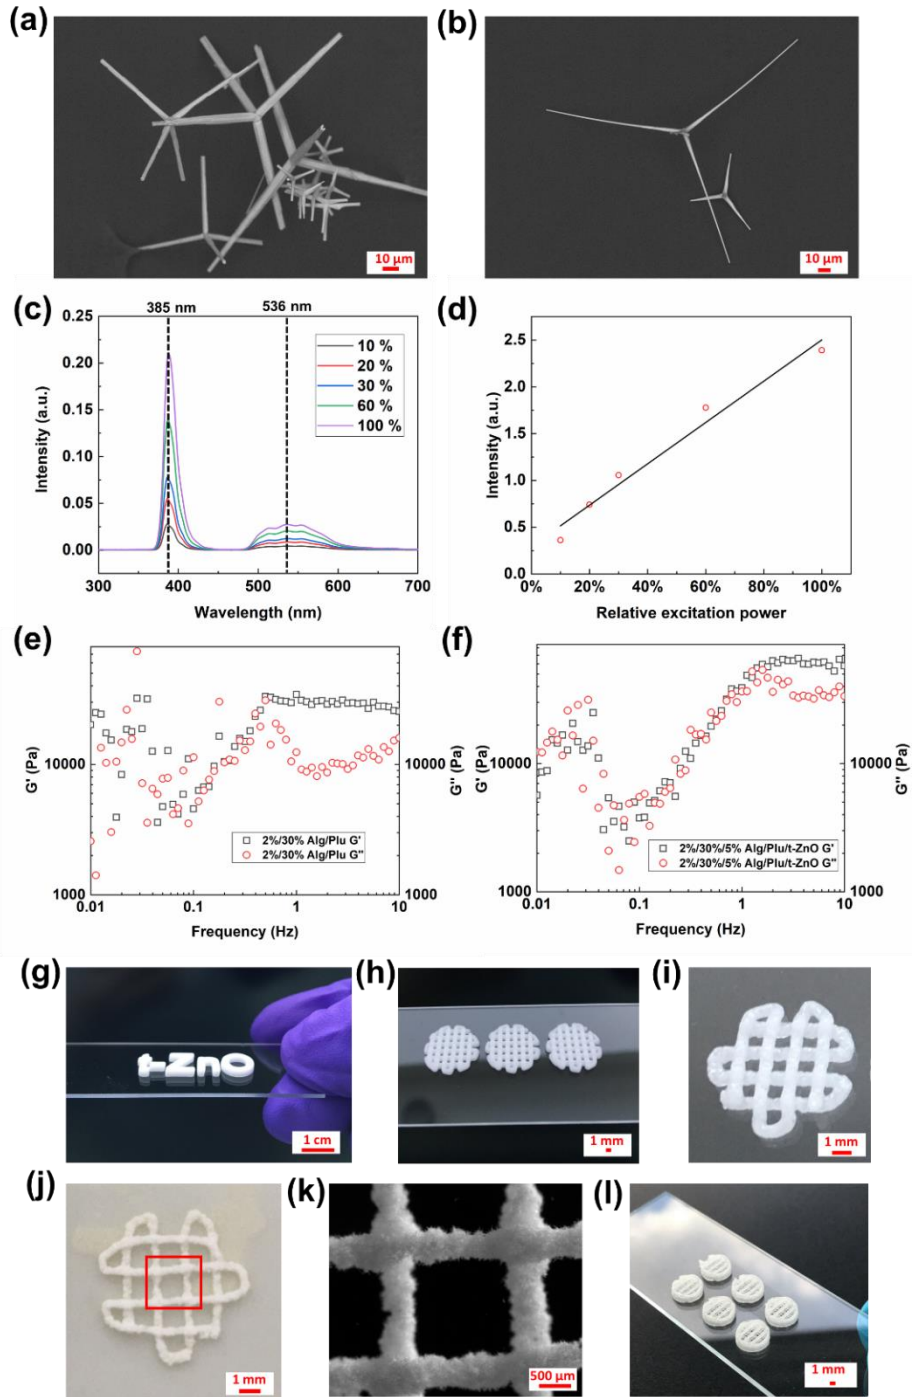 (a)
10 µm
(b)
10 µm
(c)
385 nm
536 nm
0.25
0.20
0.15
0.10
0.05
0.00
Intensity (a.u.)
10 %
20 %
30 %
60 %
100 %
300 400 500 600 700
Wavelength (nm)
(d)
2.5
2.0
1.5
1.0
0.5
0.0
Intensity (a.u.)
0% 20% 40% 60% 80% 100%
Relative excitation power
(e)
10000
1000
G' (Pa)
10000
1000
G'' (Pa)
2%/30% Alg/Plu G'
2%/30% Alg/Plu G''
0.01 0.1 1 10
Frequency (Hz)
(f)
10000
1000
G' (Pa)
10000
1000
G'' (Pa)
2%/30%/5% Alg/Plu/t-ZnO G'
2%/30%/5% Alg/Plu/t-ZnO G''
0.01 0.1 1 10
Frequency (Hz)
(g)
t-ZnO
1 cm
(h)
1 mm
(i)
1 mm
(j)
1 mm
(k)
500 µm
(l)
1 mm